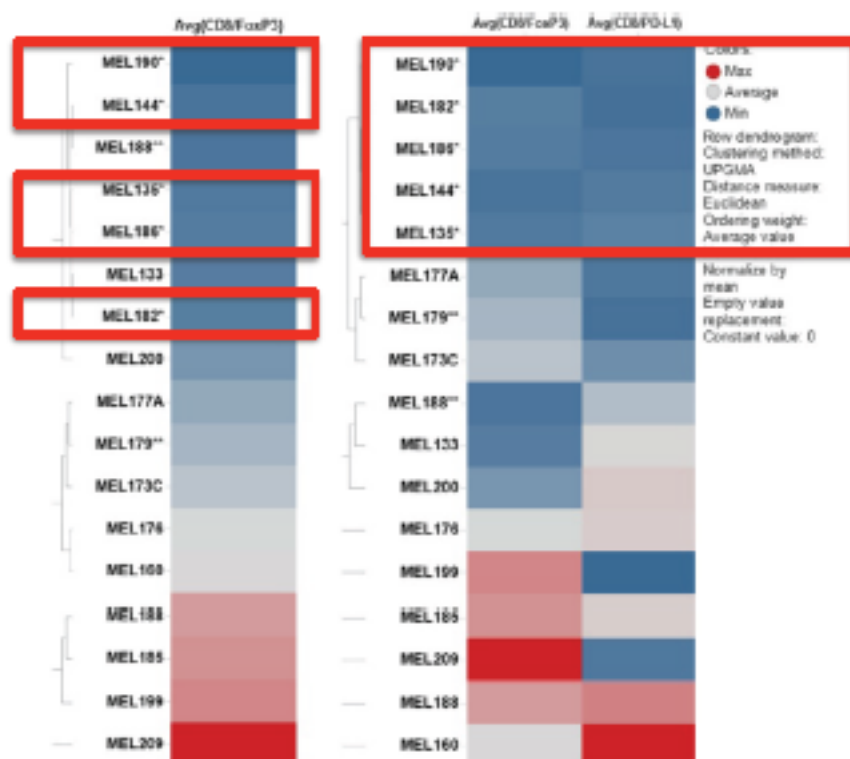 Avg(CD8/FoxP3)
MEL190*
MEL144*
MEL188**
MEL135*
MEL186*
MEL133
MEL182*
MEL200
MEL177A
MEL179**
MEL173C
MEL176
MEL160
MEL188
MEL185
MEL199
MEL209
Avg(CD8/FoxP3) Avg(CD8/PD-L1)
MEL190*
MEL182*
MEL186*
MEL144*
MEL135*
MEL177A
MEL179**
MEL173C
MEL188**
MEL133
MEL200
MEL176
MEL199
MEL185
MEL209
MEL188
MEL160
Colors:
Max
Average
Min
Row dendrogram:
Clustering method:
UPGMA
Distance measure:
Euclidean
Ordering weight:
Average value
Normalize by
mean
Empty value
replacement:
Constant value: 0